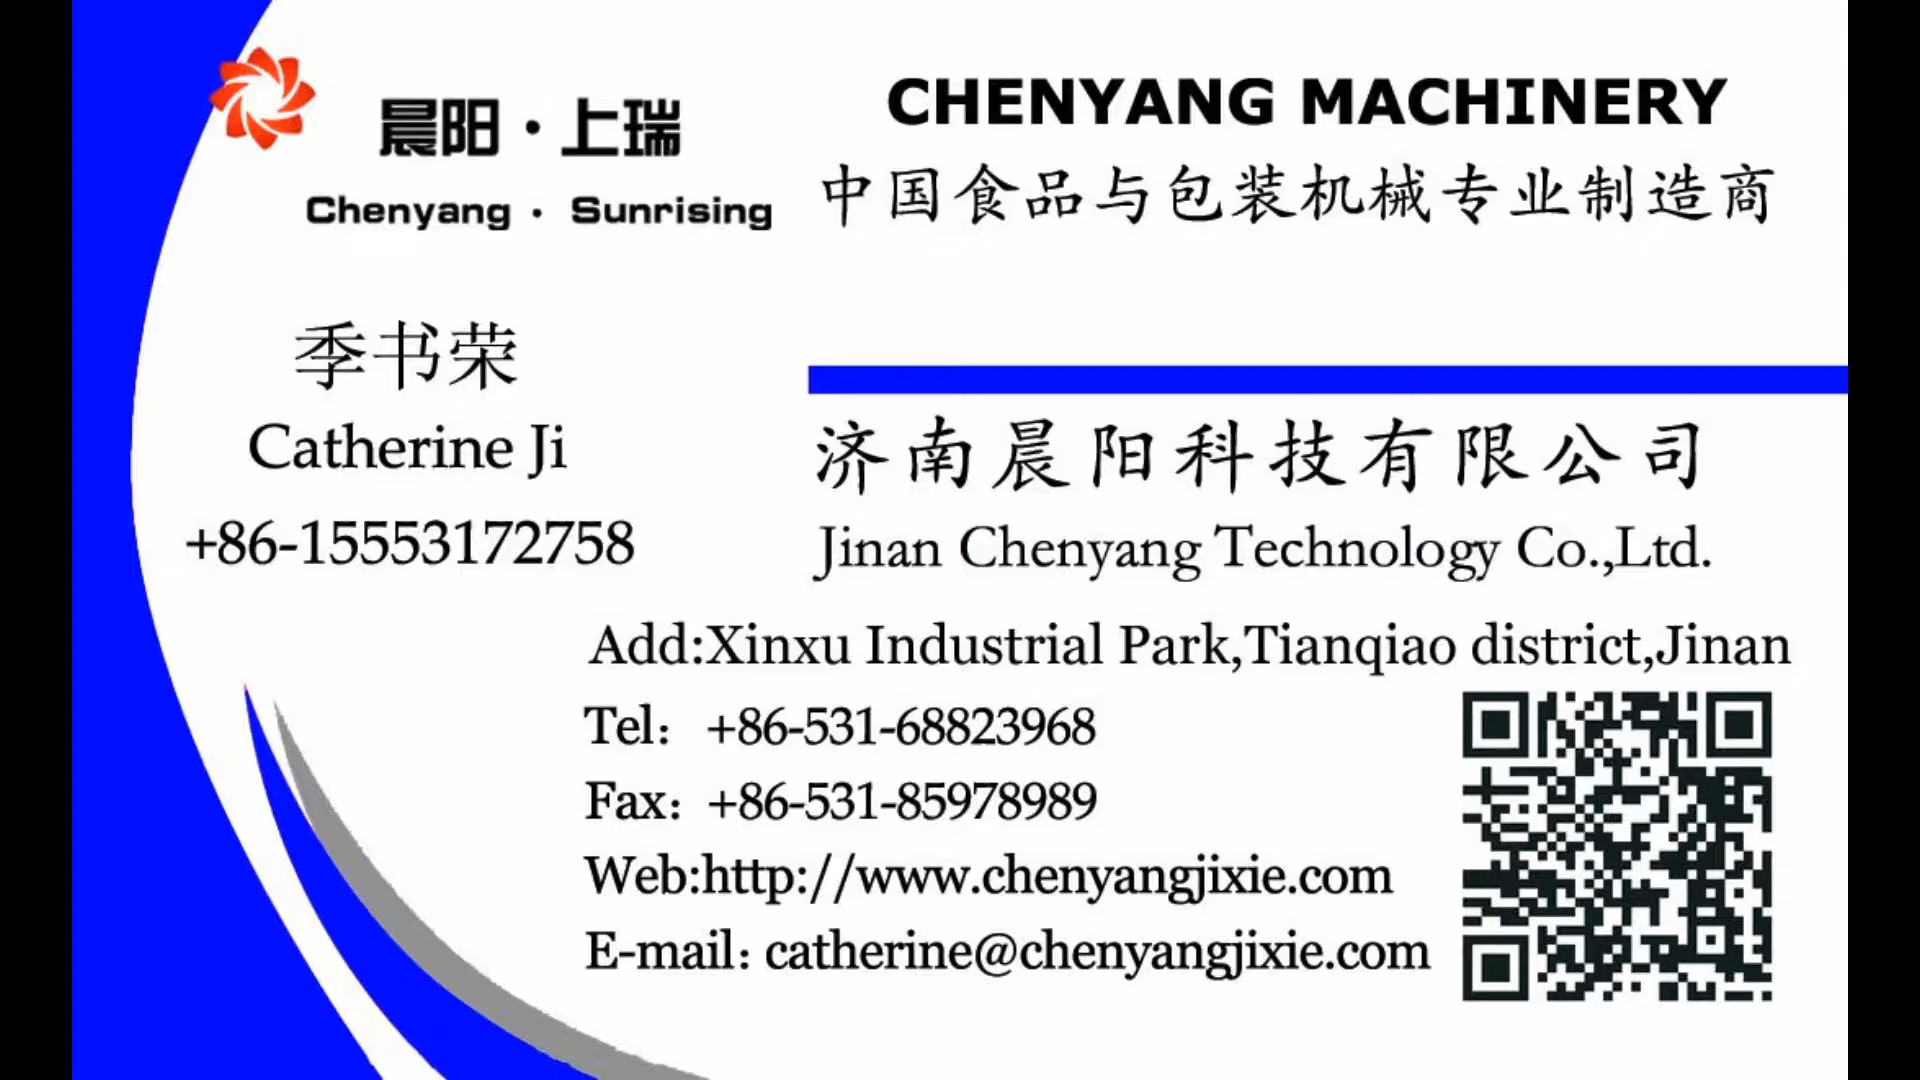 晨阳·上瑞
Chenyang · Sunrising
CHENYANG MACHINERY
中国食品与包装机械专业制造商
季书荣
Catherine Ji
+86-15553172758
济南晨阳科技有限公司
Jinan Chenyang Technology Co.,Ltd.
Add:Xinxu Industrial Park,Tianqiao district,Jinan
Tel：+86-531-68823968
Fax：+86-531-85978989
Web:http://www.chenyangjixie.com
E-mail：catherine@chenyangjixie.com